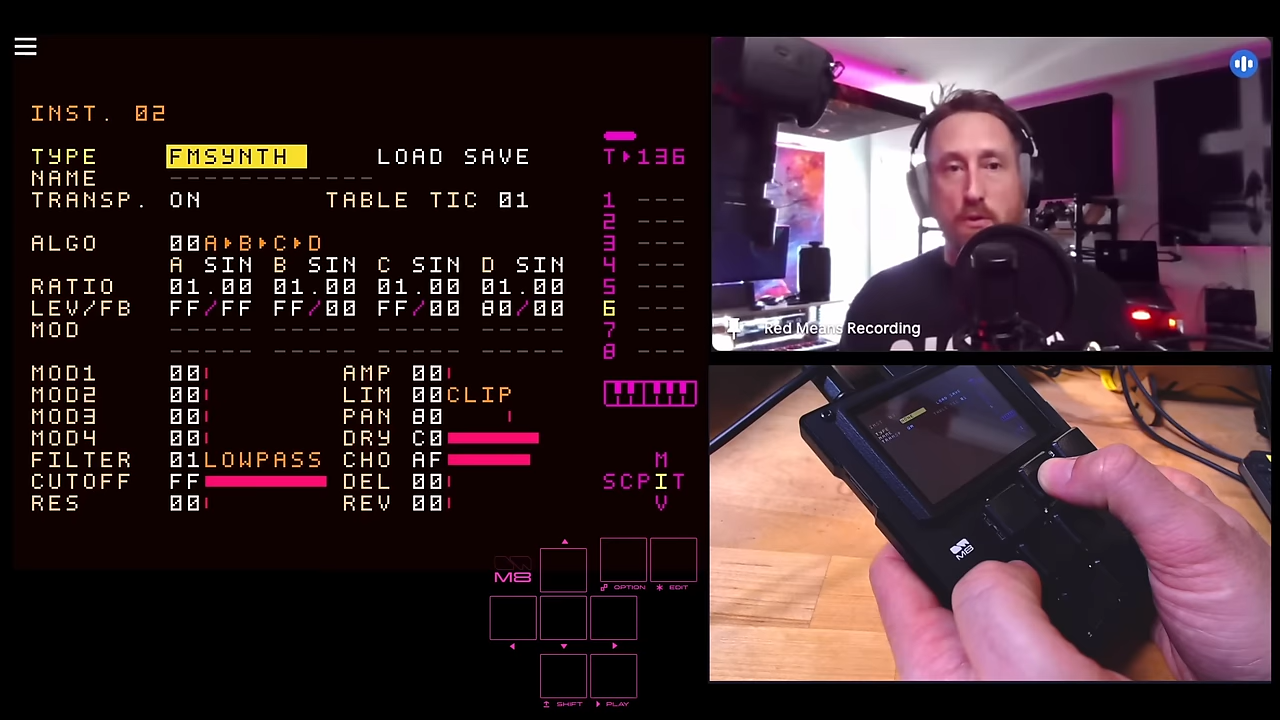 INST. 02
TYPE FMSYNTH LOAD SAVE
NAME ------------
TRANSP. ON TABLE TIC 01
ALGO 00A▸B▸C▸D
A SIN B SIN C SIN D SIN
RATIO 01.00 01.00 01.00 01.00
LEV/FB FF/FF FF/00 FF/00 80/00
MOD ----- ----- ----- -----
----- ----- ----- -----
MOD1 00 AMP 00
MOD2 00 LIM 00CLIP
MOD3 00 PAN 80
MOD4 00 DRY C0
FILTER 01LOWPASS CHO AF
CUTOFF FF DEL 00
RES 00 REV 00
T▸136
1 ---
2 ---
3 ---
4 ---
5 ---
6 ---
7 ---
8 ---
M
SCPIT
V
M8
OPTION EDIT
SHIFT PLAY
Red Means Recording
M8